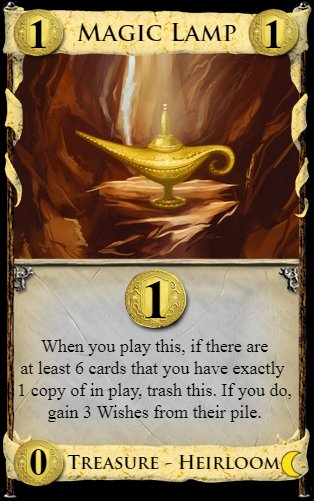 1 MAGIC LAMP 1
1
When you play this, if there are
at least 6 cards that you have exactly
1 copy of in play, trash this. If you do,
gain 3 Wishes from their pile.
0 TREASURE - HEIRLOOM